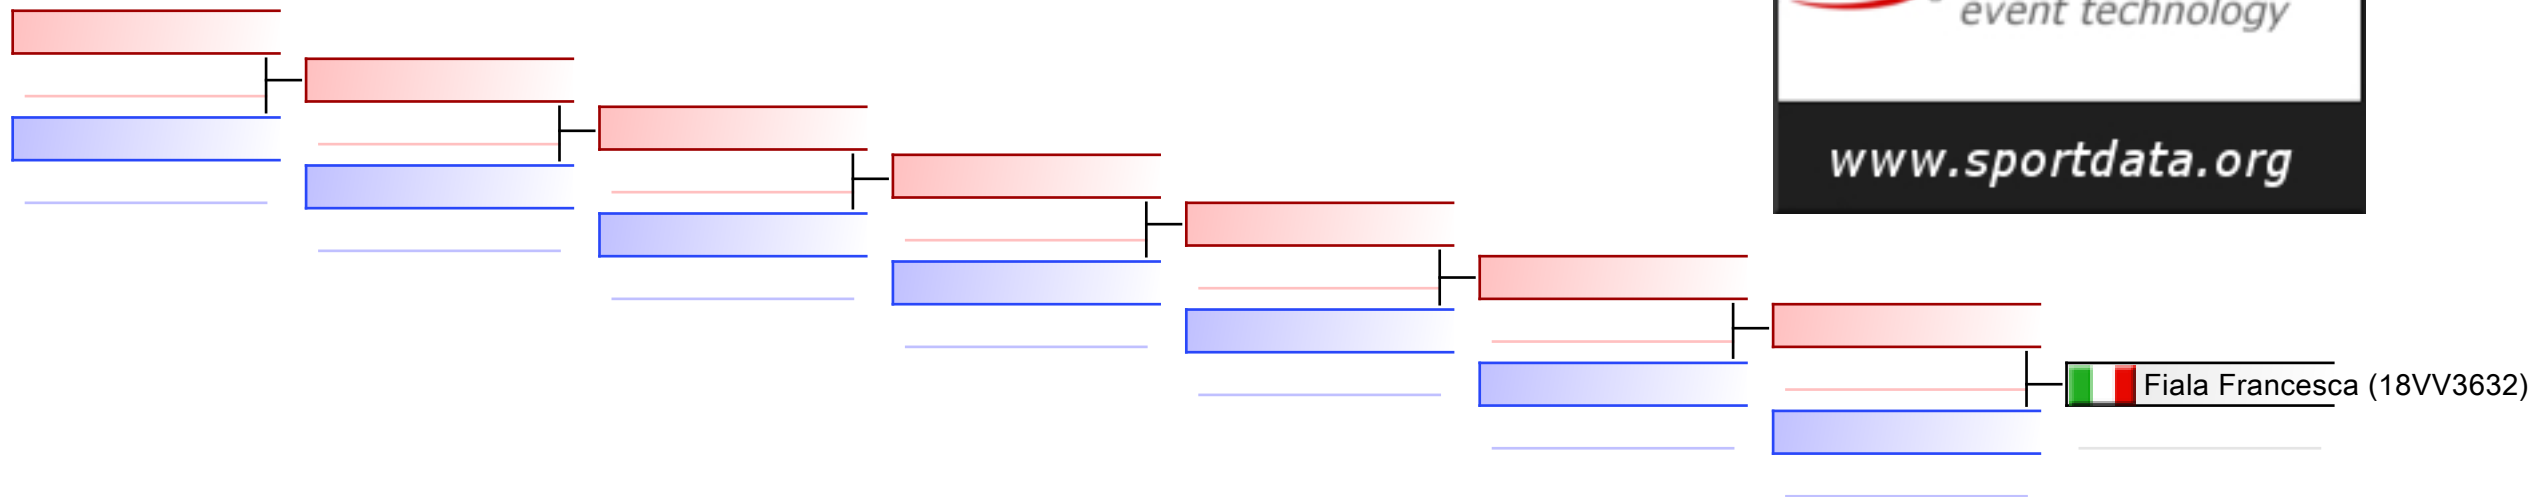 event technology
www.sportdata.org
Fiala Francesca (18VV3632)